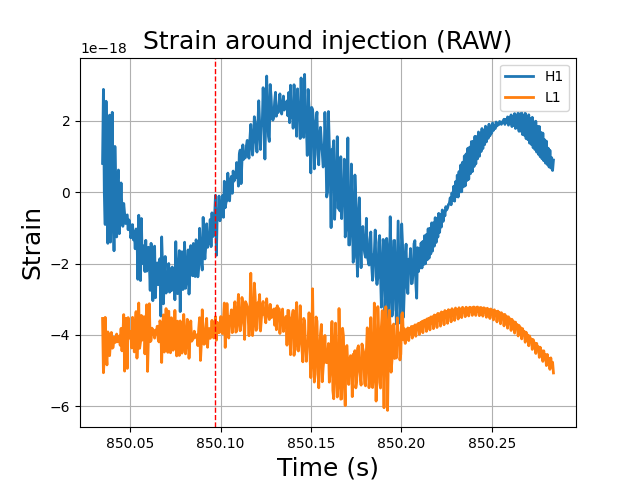 Strain around injection (RAW)
1e−18
H1
L1
2
0
−2
−4
−6
Strain
850.05 850.10 850.15 850.20 850.25
Time (s)